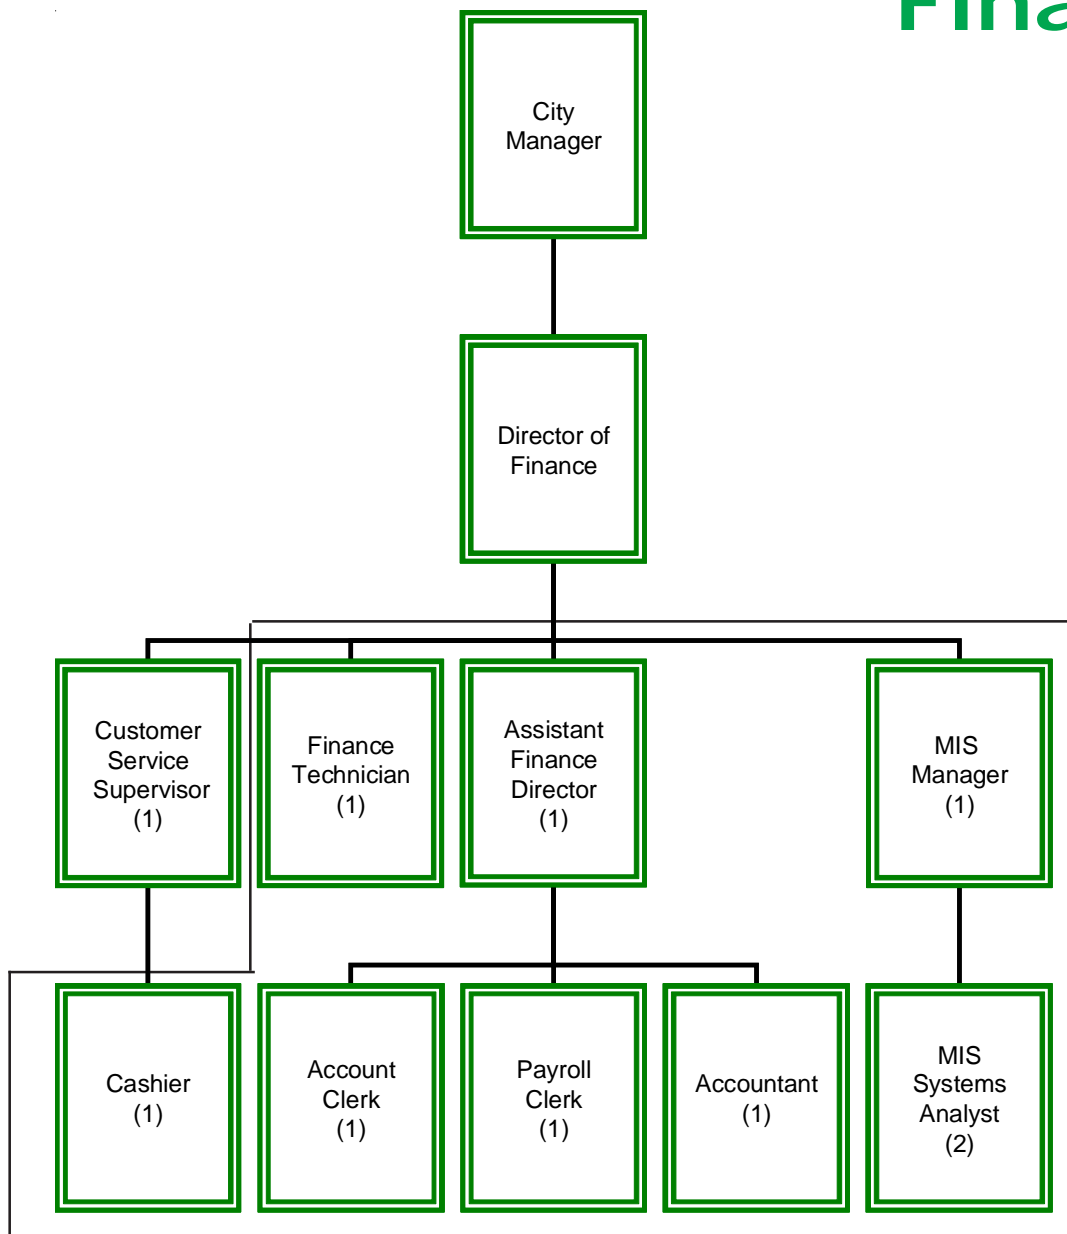 Fina
City
Manager
Director of
Finance
Customer
Service
Supervisor
(1)
Finance
Technician
(1)
Assistant
Finance
Director
(1)
MIS
Manager
(1)
Cashier
(1)
Account
Clerk
(1)
Payroll
Clerk
(1)
Accountant
(1)
MIS
Systems
Analyst
(2)